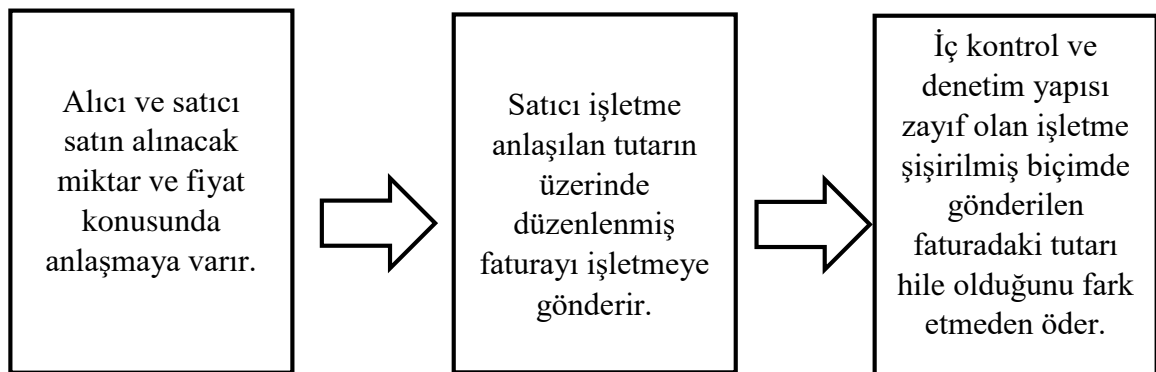 Alıcı ve satıcı
satın alınacak
miktar ve fiyat
konusunda
anlaşmaya varır.
Satıcı işletme
anlaşılan tutarın
üzerinde
düzenlenmiş
faturayı işletmeye
gönderir.
İç kontrol ve
denetim yapısı
zayıf olan işletme
şişirilmiş biçimde
gönderilen
faturadaki tutarı
hile olduğunu fark
etmeden öder.